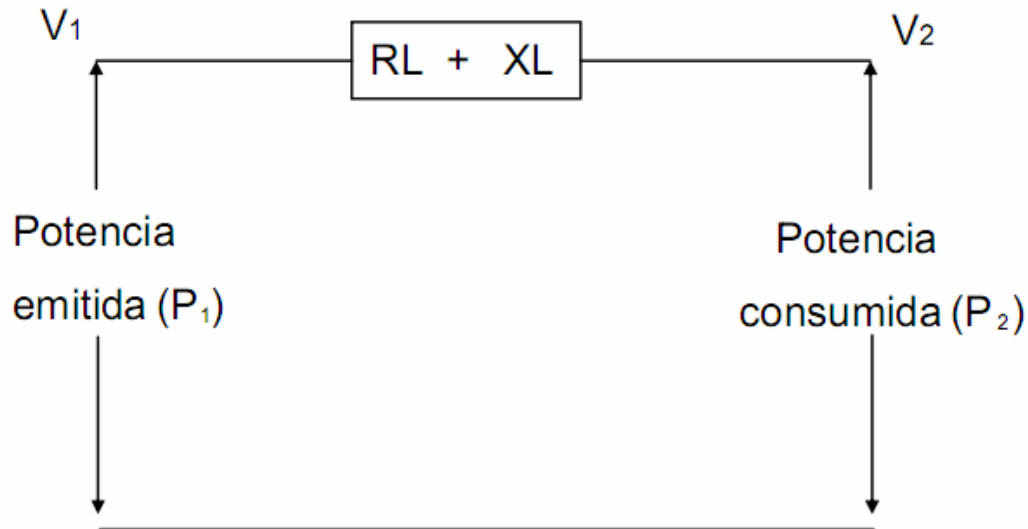 V1
V2
RL + XL
Potencia
emitida (P1)
Potencia
consumida (P2)